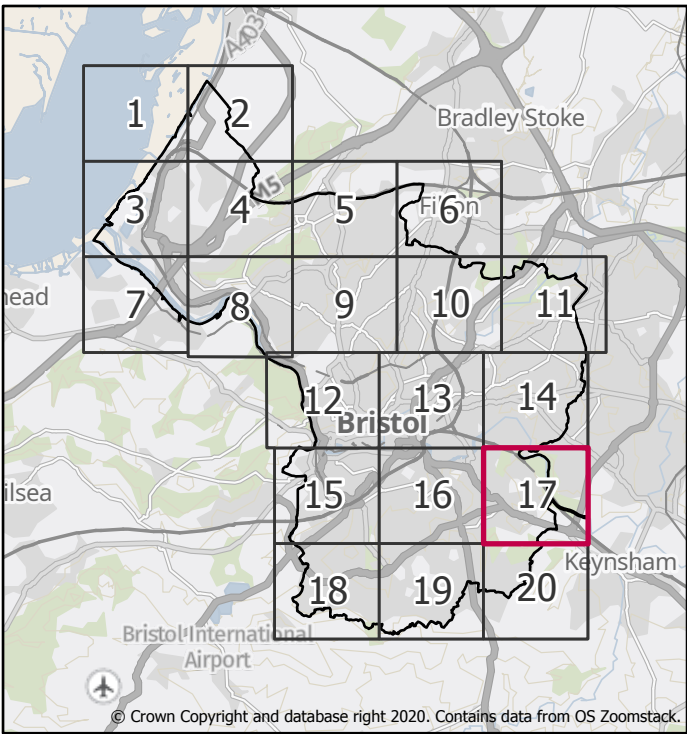 A403
1
2
Bradley Stoke
M5
3
4
5
6
Filton
ead
7
8
9
10
11
12
13
14
Bristol
ilsea
15
16
17
Keynsham
18
19
20
Bristol International
Airport
© Crown Copyright and database right 2020. Contains data from OS Zoomstack.